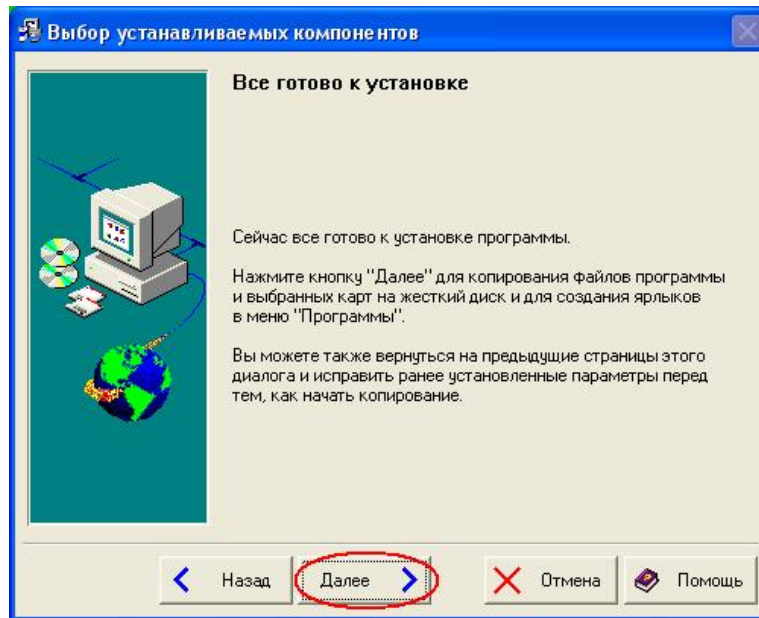 Выбор устанавливаемых компонентов
Все готово к установке
Сейчас все готово к установке программы.
Нажмите кнопку "Далее" для копирования файлов программы
и выбранных карт на жесткий диск и для создания ярлыков
в меню "Программы".
Вы можете также вернуться на предыдущие страницы этого
диалога и исправить ранее установленные параметры перед
тем, как начать копирование.
Назад Далее Отмена Помощь